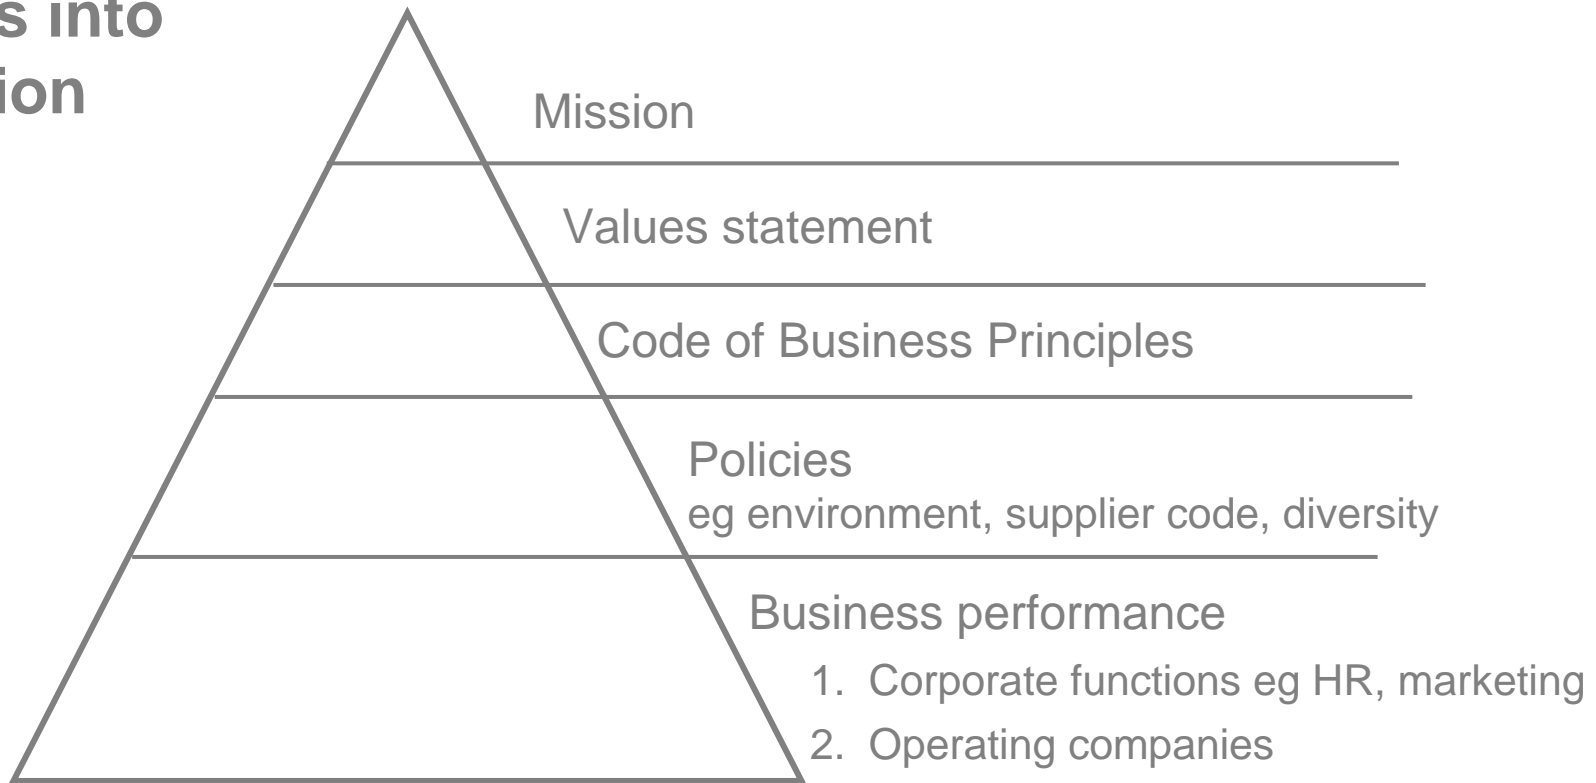 s into
ion
Mission
Values statement
Code of Business Principles
Policies
eg environment, supplier code, diversity
Business performance
1. Corporate functions eg HR, marketing
2. Operating companies